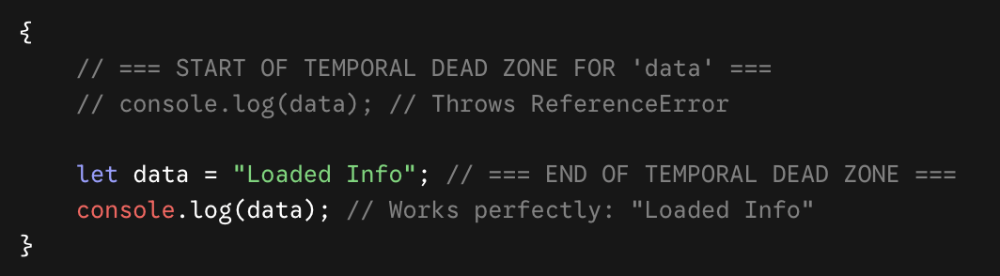 {
    // === START OF TEMPORAL DEAD ZONE FOR 'data' ===
    // console.log(data); // Throws ReferenceError

    let data = "Loaded Info"; // === END OF TEMPORAL DEAD ZONE ===
    console.log(data); // Works perfectly: "Loaded Info"
}